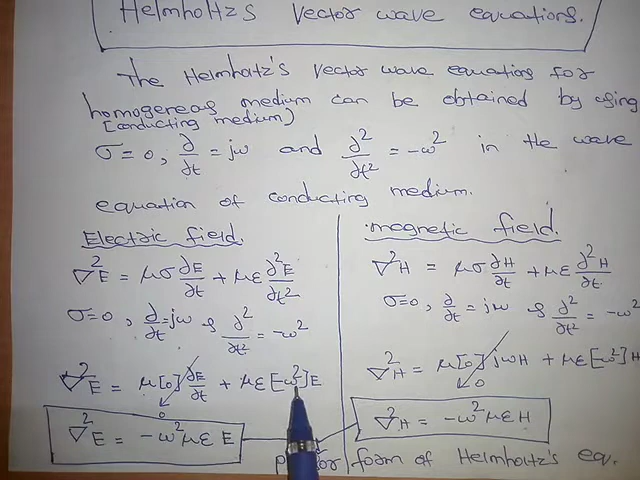 Helmholtz's vector wave equations.
The Helmholtz's vector wave equations for
homogereas medium can be obtained by using
[conducting medium)
σ=0, ∂/∂t = jω and ∂²/∂t² = -ω² in the wave
equation of conducting medium.
Electric field.
∇²E = μσ ∂E/∂t + με ∂²E/∂t²
σ=0, ∂/∂t = jω & ∂²/∂t² = -ω²
∇²E = μ[0] ∂E/∂t + με[-ω²]E
0
∇²E = -ω²με E
magnetic field.
∇²H = μσ ∂H/∂t + με ∂²H/∂t
σ=0, ∂/∂t = jω & ∂²/∂t² = -ω²
∇²H = μ[0] jωH + με[-ω²]H
0
∇²H = -ω²με H
form of Helmholtz's eq.